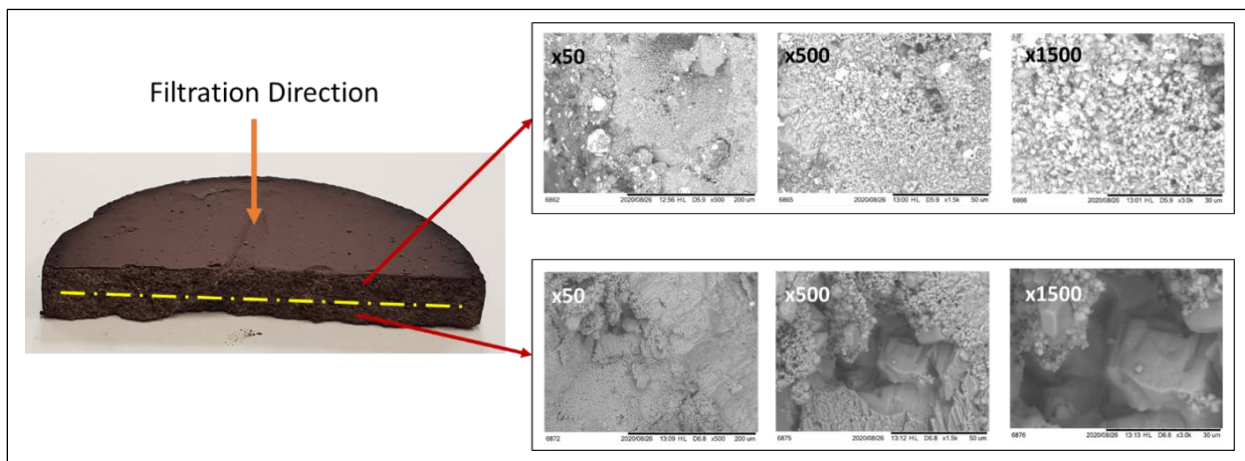 Filtration Direction
x50
x500
x1500
6862 2020/08/26 12:56 HL D5.9 x500 200 um
6865 2020/08/26 13:00 HL D5.9 x1.5k 50 um
6866 2020/08/26 13:01 HL D5.9 x3.0k 30 um
x50
x500
x1500
6872 2020/08/26 13:09 HL D6.8 x500 200 um
6875 2020/08/26 13:12 HL D6.8 x1.5k 50 um
6876 2020/08/26 13:13 HL D6.8 x3.0k 30 um